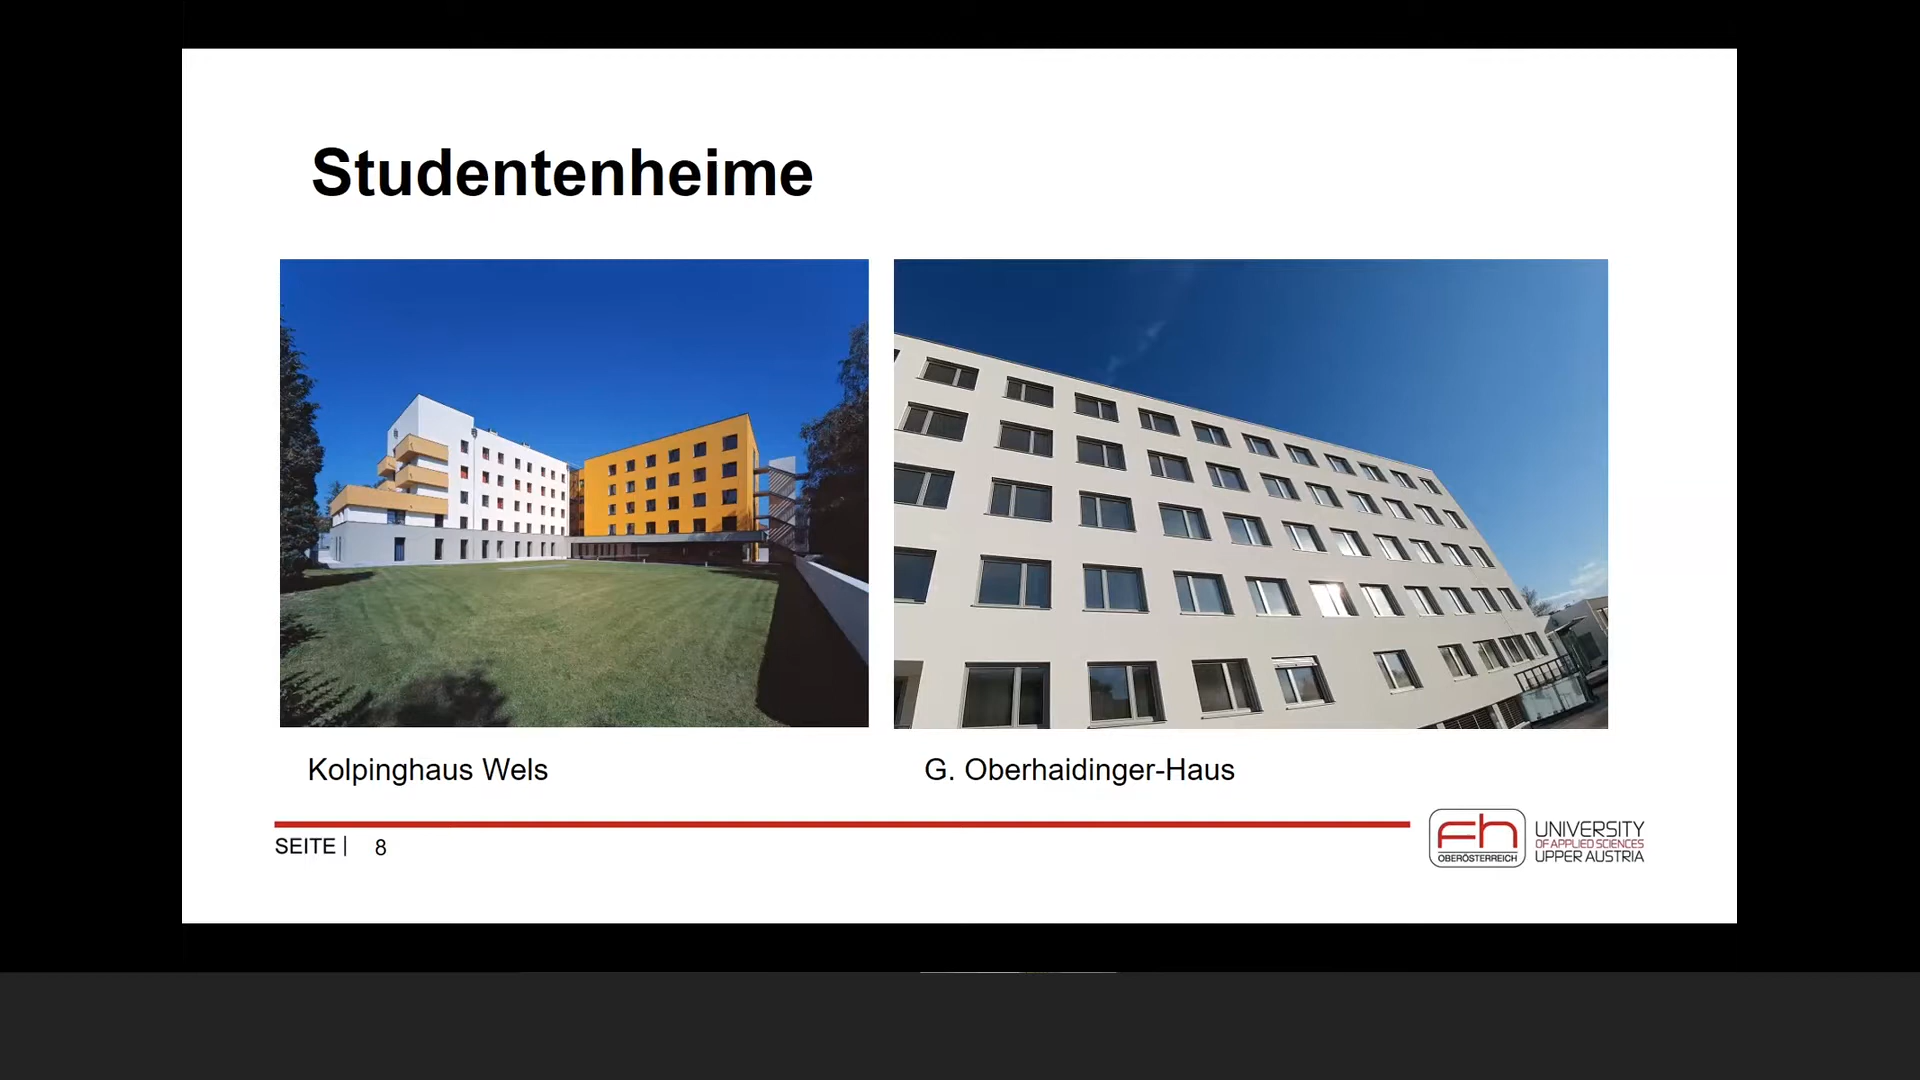 Studentenheime
Kolpinghaus Wels
G. Oberhaidinger-Haus
SEITE | 8
fh
OBERÖSTERREICH
UNIVERSITY
OF APPLIED SCIENCES
UPPER AUSTRIA